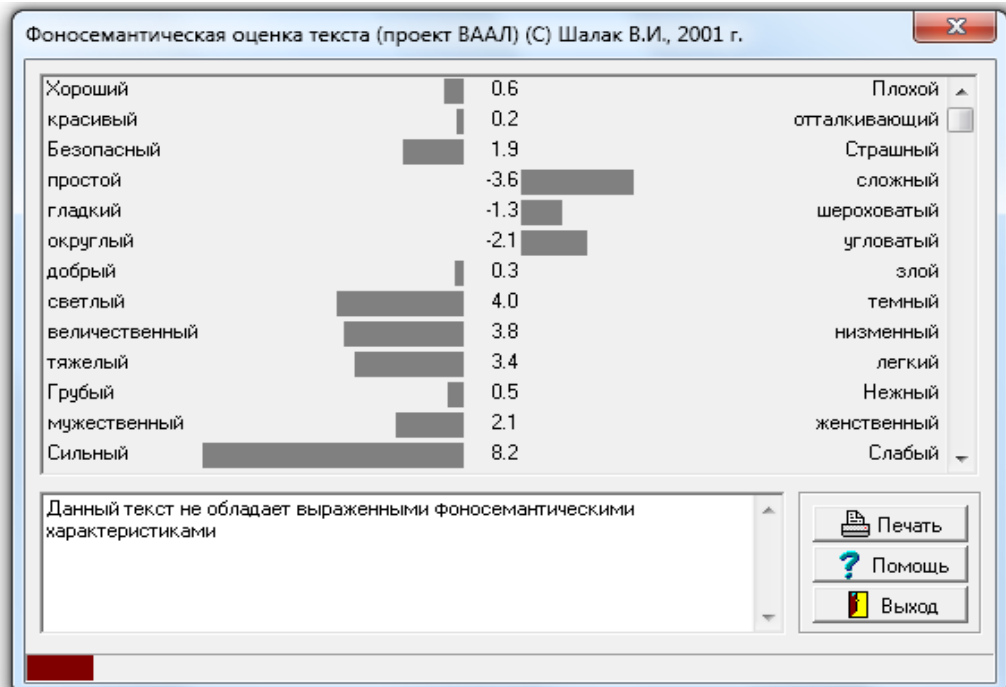 Фоносемантическая оценка текста (проект ВААЛ) (С) Шалак В.И., 2001 г.
Хороший 0.6 Плохой
красивый 0.2 отталкивающий
Безопасный 1.9 Страшный
простой -3.6 сложный
гладкий -1.3 шероховатый
округлый -2.1 угловатый
добрый 0.3 злой
светлый 4.0 темный
величественный 3.8 низменный
тяжелый 3.4 легкий
Грубый 0.5 Нежный
мужественный 2.1 женственный
Сильный 8.2 Слабый
Данный текст не обладает выраженными фоносемантическими
характеристиками
Печать
Помощь
Выход